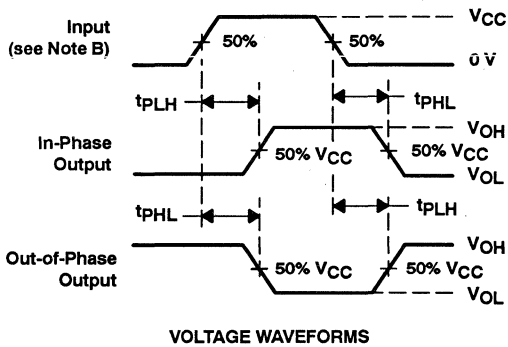 Input
(see Note B)
50%
50%
VCC
0 V
tPLH
tPHL
In-Phase
Output
50% VCC
50% VCC
VOH
VOL
tPHL
tPLH
Out-of-Phase
Output
50% VCC
50% VCC
VOH
VOL
VOLTAGE WAVEFORMS